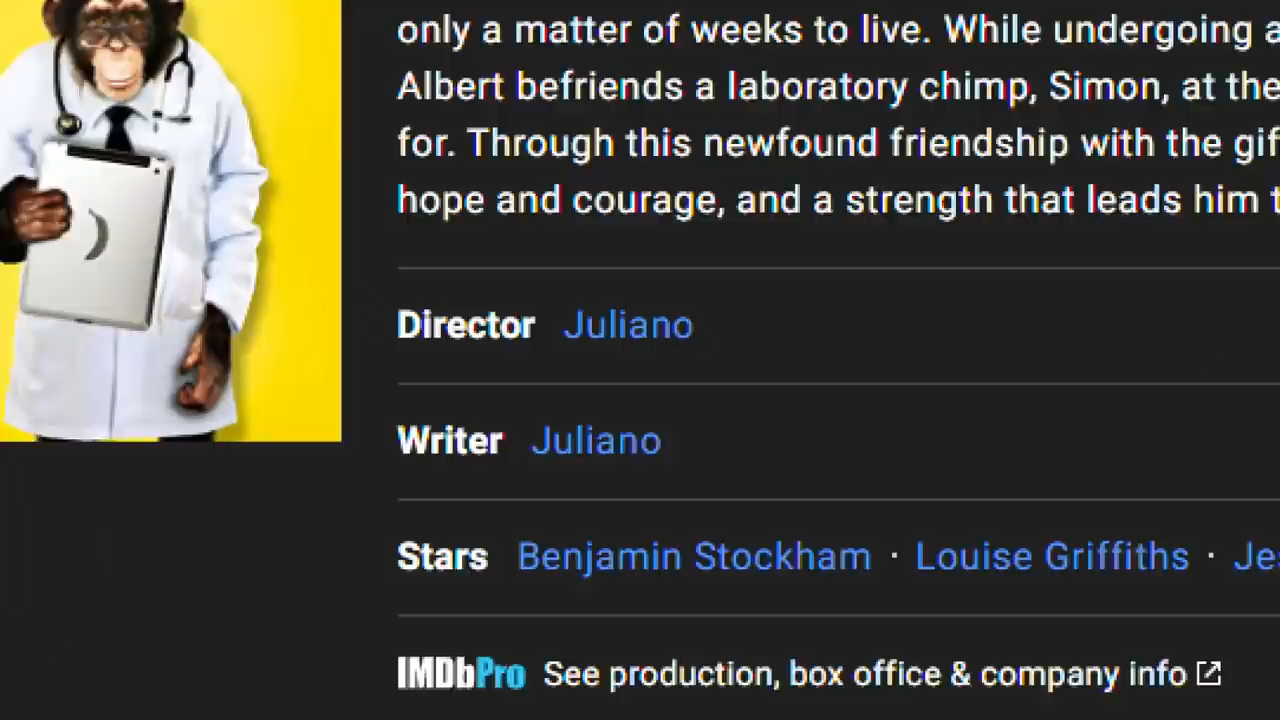 only a matter of weeks to live. While undergoing a
Albert befriends a laboratory chimp, Simon, at the
for. Through this newfound friendship with the gif
hope and courage, and a strength that leads him t
Director Juliano
Writer Juliano
Stars Benjamin Stockham · Louise Griffiths · Je
IMDbPro See production, box office & company info